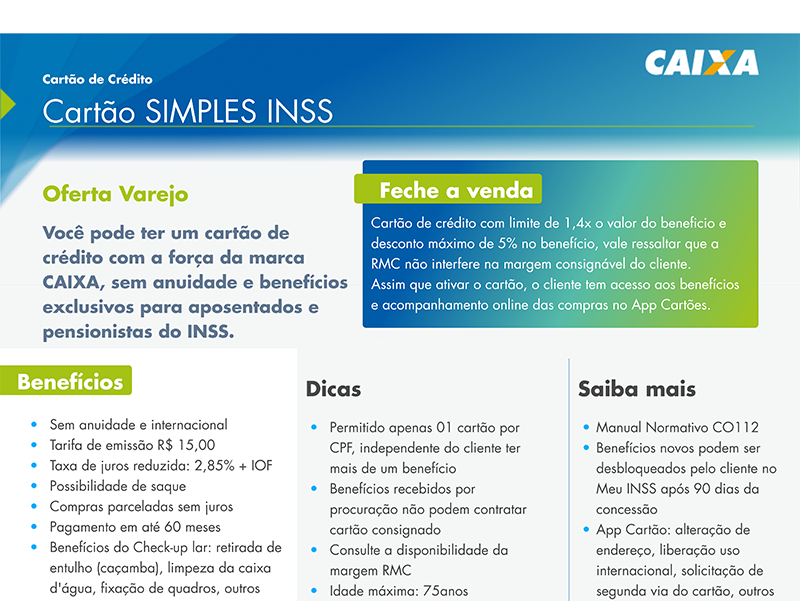 CAIXA
Cartão de Crédito
Cartão SIMPLES INSS
Oferta Varejo
Você pode ter um cartão de
crédito com a força da marca
CAIXA, sem anuidade e benefícios
exclusivos para aposentados e
pensionistas do INSS.
Feche a venda
Cartão de crédito com limite de 1,4x o valor do benefício e
desconto máximo de 5% no benefício, vale ressaltar que a
RMC não interfere na margem consignável do cliente.
Assim que ativar o cartão, o cliente tem acesso aos benefícios
e acompanhamento online das compras no App Cartões.
Benefícios
• Sem anuidade e internacional
• Tarifa de emissão R$ 15,00
• Taxa de juros reduzida: 2,85% + IOF
• Possibilidade de saque
• Compras parceladas sem juros
• Pagamento em até 60 meses
• Benefícios do Check-up lar: retirada de
entulho (caçamba), limpeza da caixa
d'água, fixação de quadros, outros
Dicas
• Permitido apenas 01 cartão por
CPF, independente do cliente ter
mais de um benefício
• Benefícios recebidos por
procuração não podem contratar
cartão consignado
• Consulte a disponibilidade da
margem RMC
• Idade máxima: 75anos
Saiba mais
• Manual Normativo CO112
• Benefícios novos podem ser
desbloqueados pelo cliente no
Meu INSS após 90 dias da
concessão
• App Cartão: alteração de
endereço, liberação uso
internacional, solicitação de
segunda via do cartão, outros